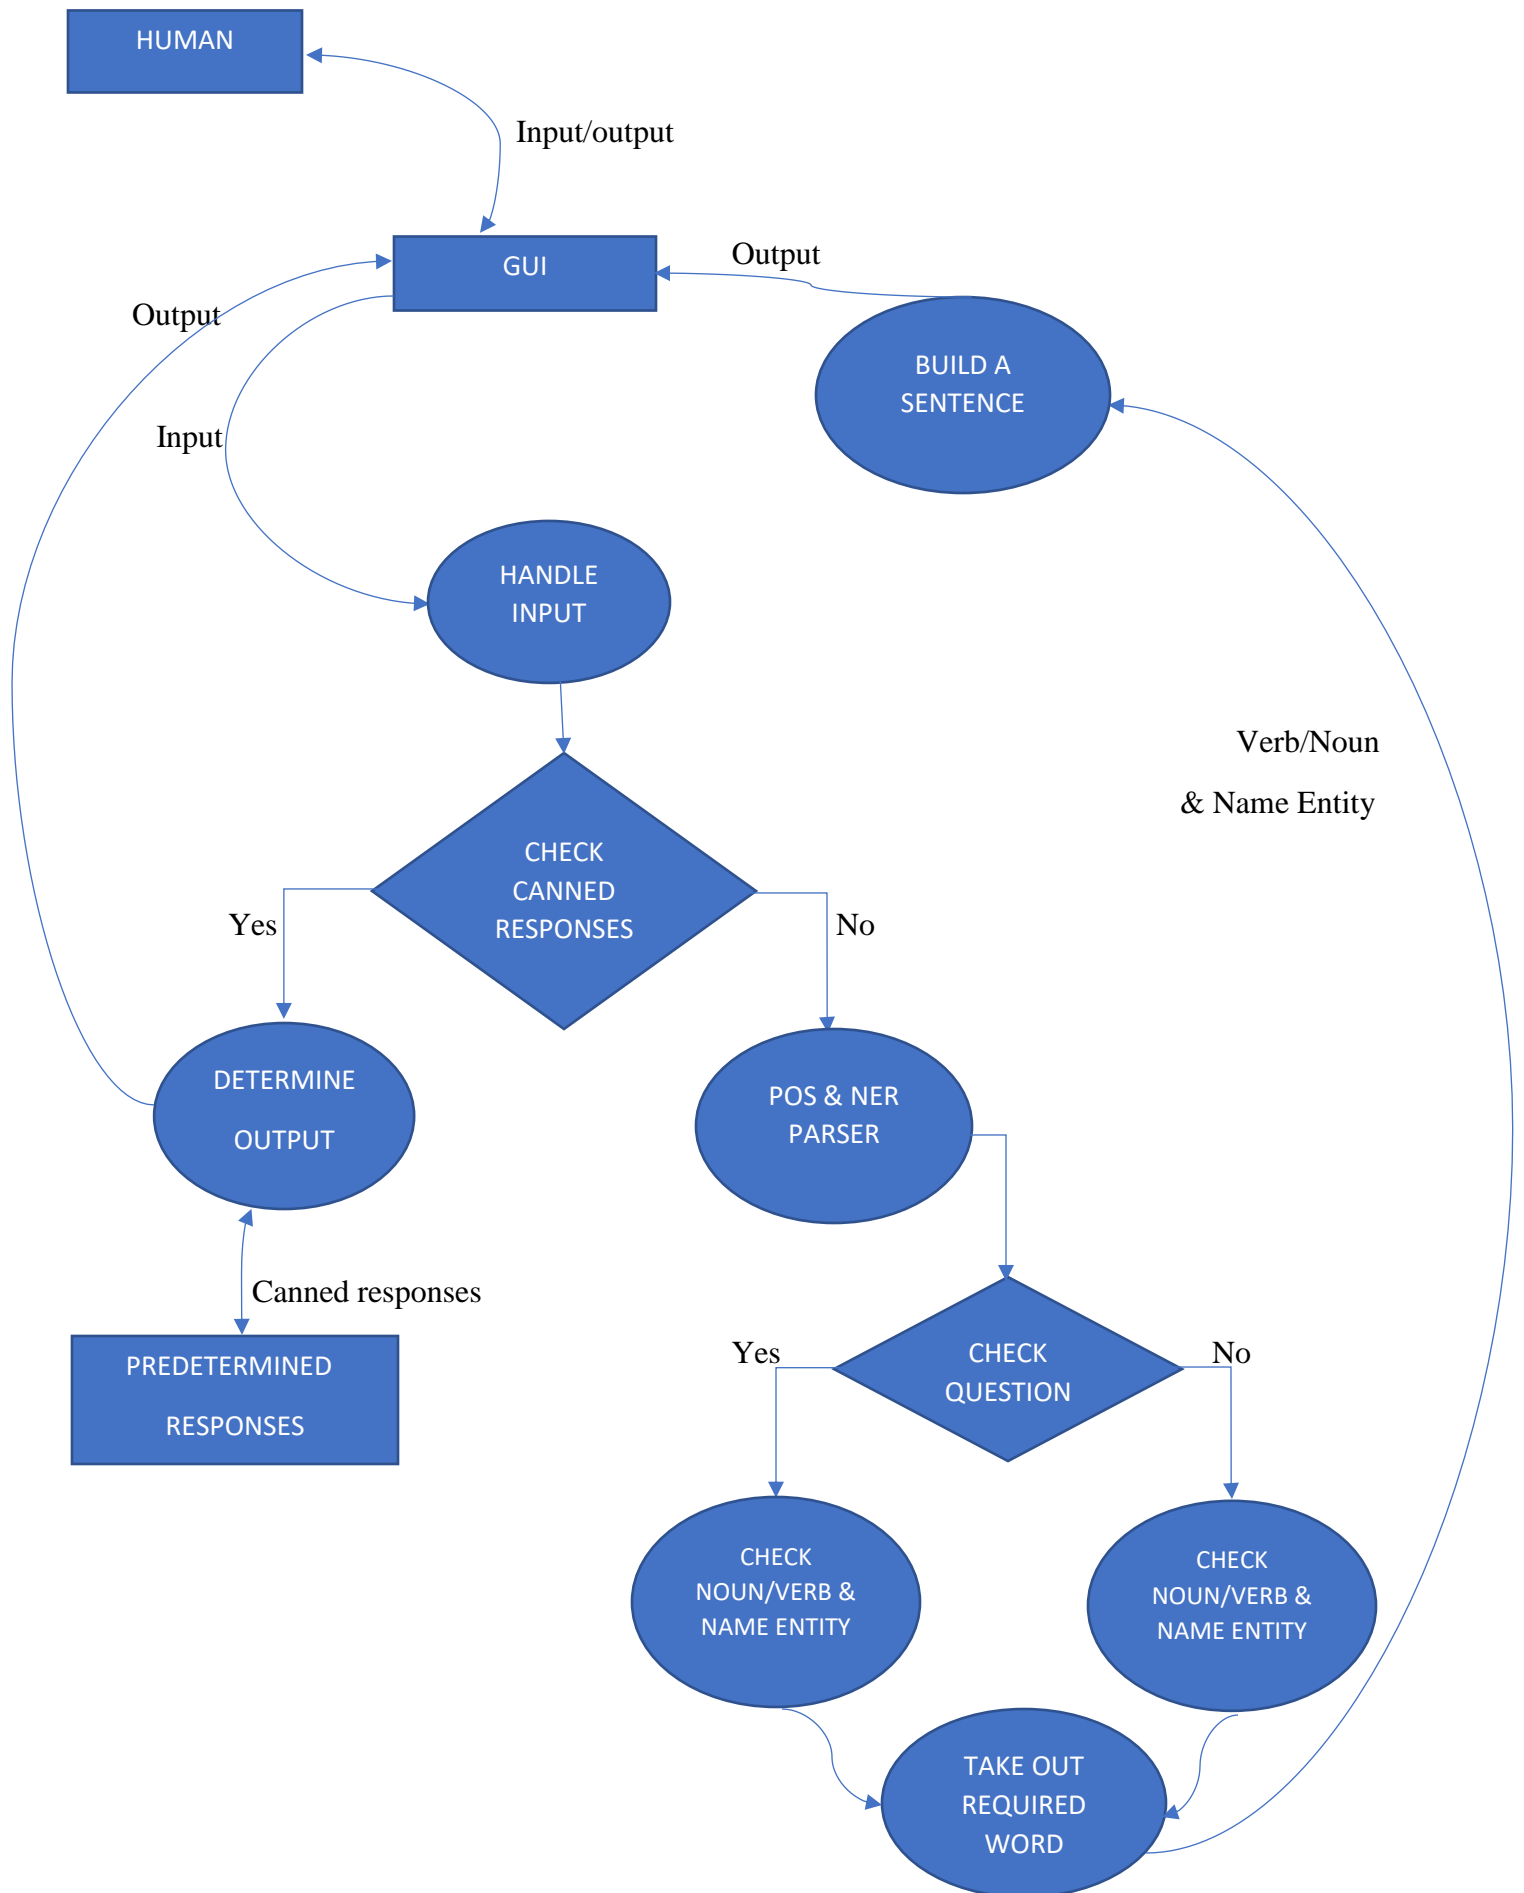 HUMAN
Input/output
GUI
Output
Output
BUILD A
SENTENCE
Input
HANDLE
INPUT
Verb/Noun
& Name Entity
CHECK
CANNED
RESPONSES
Yes
No
DETERMINE
OUTPUT
POS & NER
PARSER
Canned responses
PREDETERMINED
RESPONSES
Yes
CHECK
QUESTION
No
CHECK
NOUN/VERB &
NAME ENTITY
CHECK
NOUN/VERB &
NAME ENTITY
TAKE OUT
REQUIRED
WORD